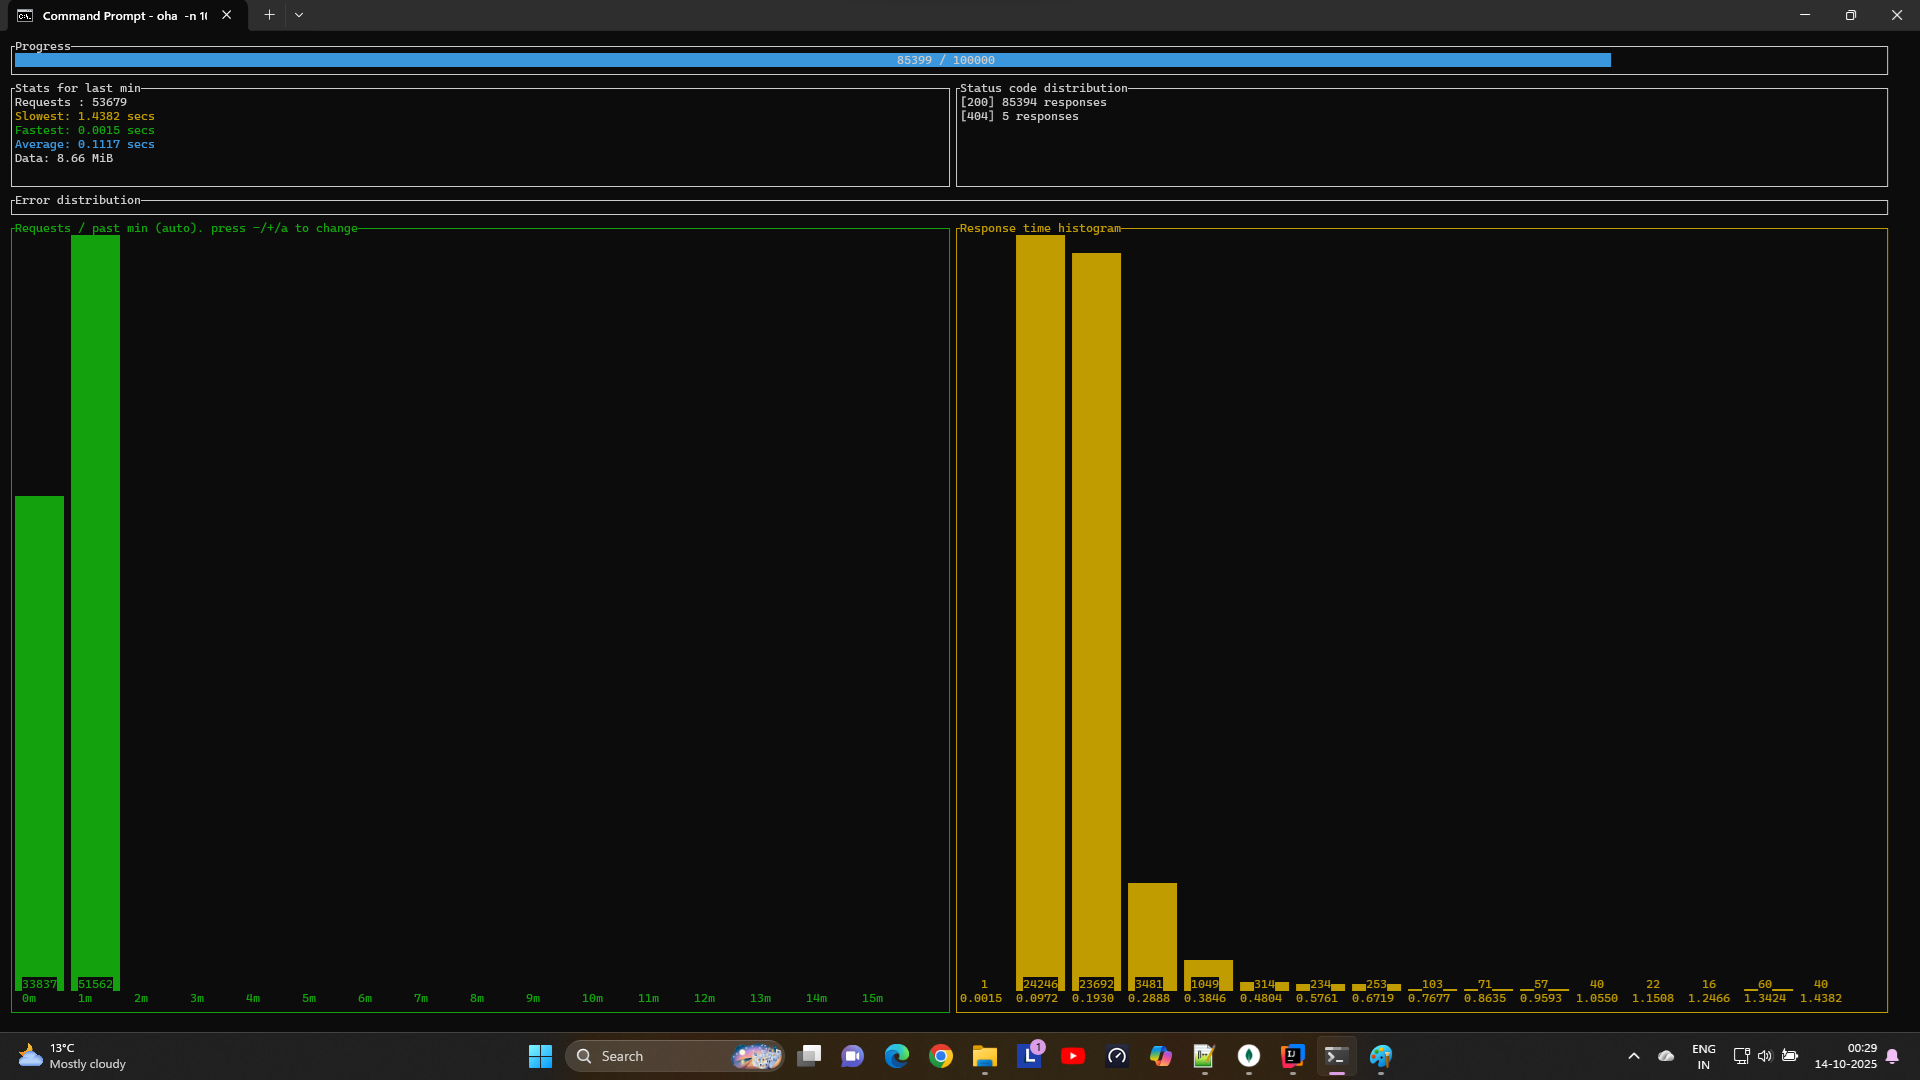 Command Prompt - oha -n 10
Progress
85399 / 100000
Stats for last min
Requests : 53679
Slowest: 1.4382 secs
Fastest: 0.0015 secs
Average: 0.1117 secs
Data: 8.66 MiB
Status code distribution
[200] 85394 responses
[404] 5 responses
Error distribution
Requests / past min (auto). press -/+/a to change
33837 51562
0m 1m 2m 3m 4m 5m 6m 7m 8m 9m 10m 11m 12m 13m 14m 15m
Response time histogram
1 24246 23692 3481 1049 314 234 253 103 71 57 40 22 16 60 40
0.0015 0.0972 0.1930 0.2888 0.3846 0.4804 0.5761 0.6719 0.7677 0.8635 0.9593 1.0550 1.1508 1.2466 1.3424 1.4382
13°C
Mostly cloudy
Search
L
1
IJ
ENG
IN
00:29
14-10-2025